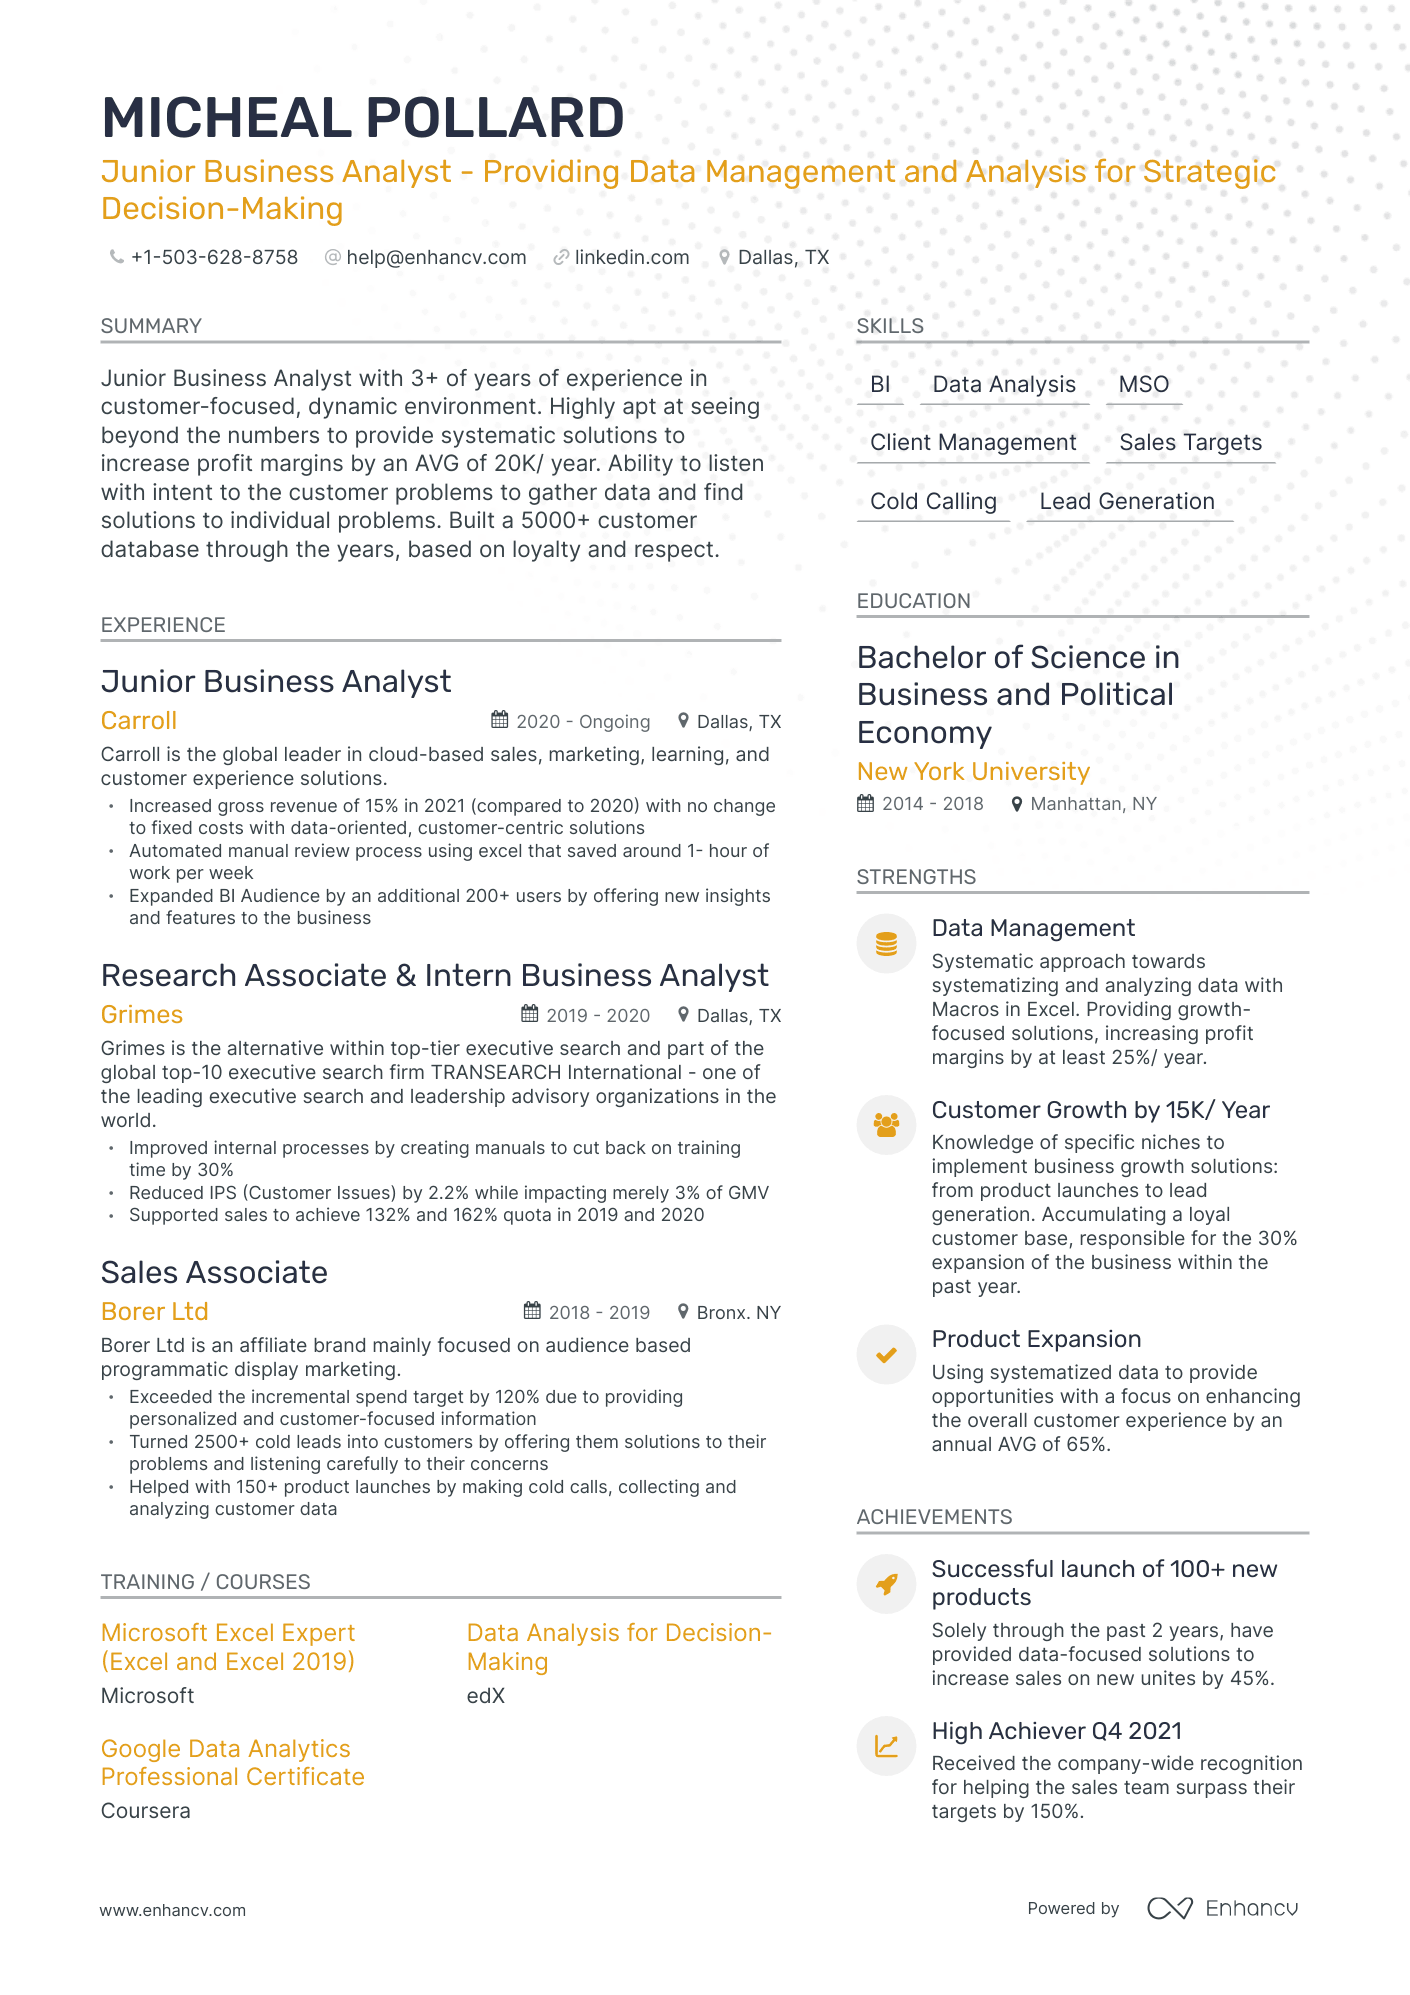 MICHEAL POLLARD
Junior Business Analyst - Providing Data Management and Analysis for Strategic
Decision-Making
+1-503-628-8758 help@enhancv.com linkedin.com Dallas, TX
SUMMARY
Junior Business Analyst with 3+ of years of experience in
customer-focused, dynamic environment. Highly apt at seeing
beyond the numbers to provide systematic solutions to
increase profit margins by an AVG of 20K/ year. Ability to listen
with intent to the customer problems to gather data and find
solutions to individual problems. Built a 5000+ customer
database through the years, based on loyalty and respect.
EXPERIENCE
Junior Business Analyst
Carroll 2020 - Ongoing Dallas, TX
Carroll is the global leader in cloud-based sales, marketing, learning, and
customer experience solutions.
• Increased gross revenue of 15% in 2021 (compared to 2020) with no change
to fixed costs with data-oriented, customer-centric solutions
• Automated manual review process using excel that saved around 1- hour of
work per week
• Expanded BI Audience by an additional 200+ users by offering new insights
and features to the business
Research Associate & Intern Business Analyst
Grimes 2019 - 2020 Dallas, TX
Grimes is the alternative within top-tier executive search and part of the
global top-10 executive search firm TRANSEARCH International - one of
the leading executive search and leadership advisory organizations in the
world.
• Improved internal processes by creating manuals to cut back on training
time by 30%
• Reduced IPS (Customer Issues) by 2.2% while impacting merely 3% of GMV
• Supported sales to achieve 132% and 162% quota in 2019 and 2020
Sales Associate
Borer Ltd 2018 - 2019 Bronx. NY
Borer Ltd is an affiliate brand mainly focused on audience based
programmatic display marketing.
• Exceeded the incremental spend target by 120% due to providing
personalized and customer-focused information
• Turned 2500+ cold leads into customers by offering them solutions to their
problems and listening carefully to their concerns
• Helped with 150+ product launches by making cold calls, collecting and
analyzing customer data
TRAINING / COURSES
Microsoft Excel Expert
(Excel and Excel 2019)
Microsoft
Data Analysis for Decision-
Making
edX
Google Data Analytics
Professional Certificate
Coursera
SKILLS
BI Data Analysis MSO
Client Management Sales Targets
Cold Calling Lead Generation
EDUCATION
Bachelor of Science in
Business and Political
Economy
New York University
2014 - 2018 Manhattan, NY
STRENGTHS
Data Management
Systematic approach towards
systematizing and analyzing data with
Macros in Excel. Providing growth-
focused solutions, increasing profit
margins by at least 25%/ year.
Customer Growth by 15K/ Year
Knowledge of specific niches to
implement business growth solutions:
from product launches to lead
generation. Accumulating a loyal
customer base, responsible for the 30%
expansion of the business within the
past year.
Product Expansion
Using systematized data to provide
opportunities with a focus on enhancing
the overall customer experience by an
annual AVG of 65%.
ACHIEVEMENTS
Successful launch of 100+ new
products
Solely through the past 2 years, have
provided data-focused solutions to
increase sales on new unites by 45%.
High Achiever Q4 2021
Received the company-wide recognition
for helping the sales team surpass their
targets by 150%.
www.enhancv.com
Powered by Enhancv